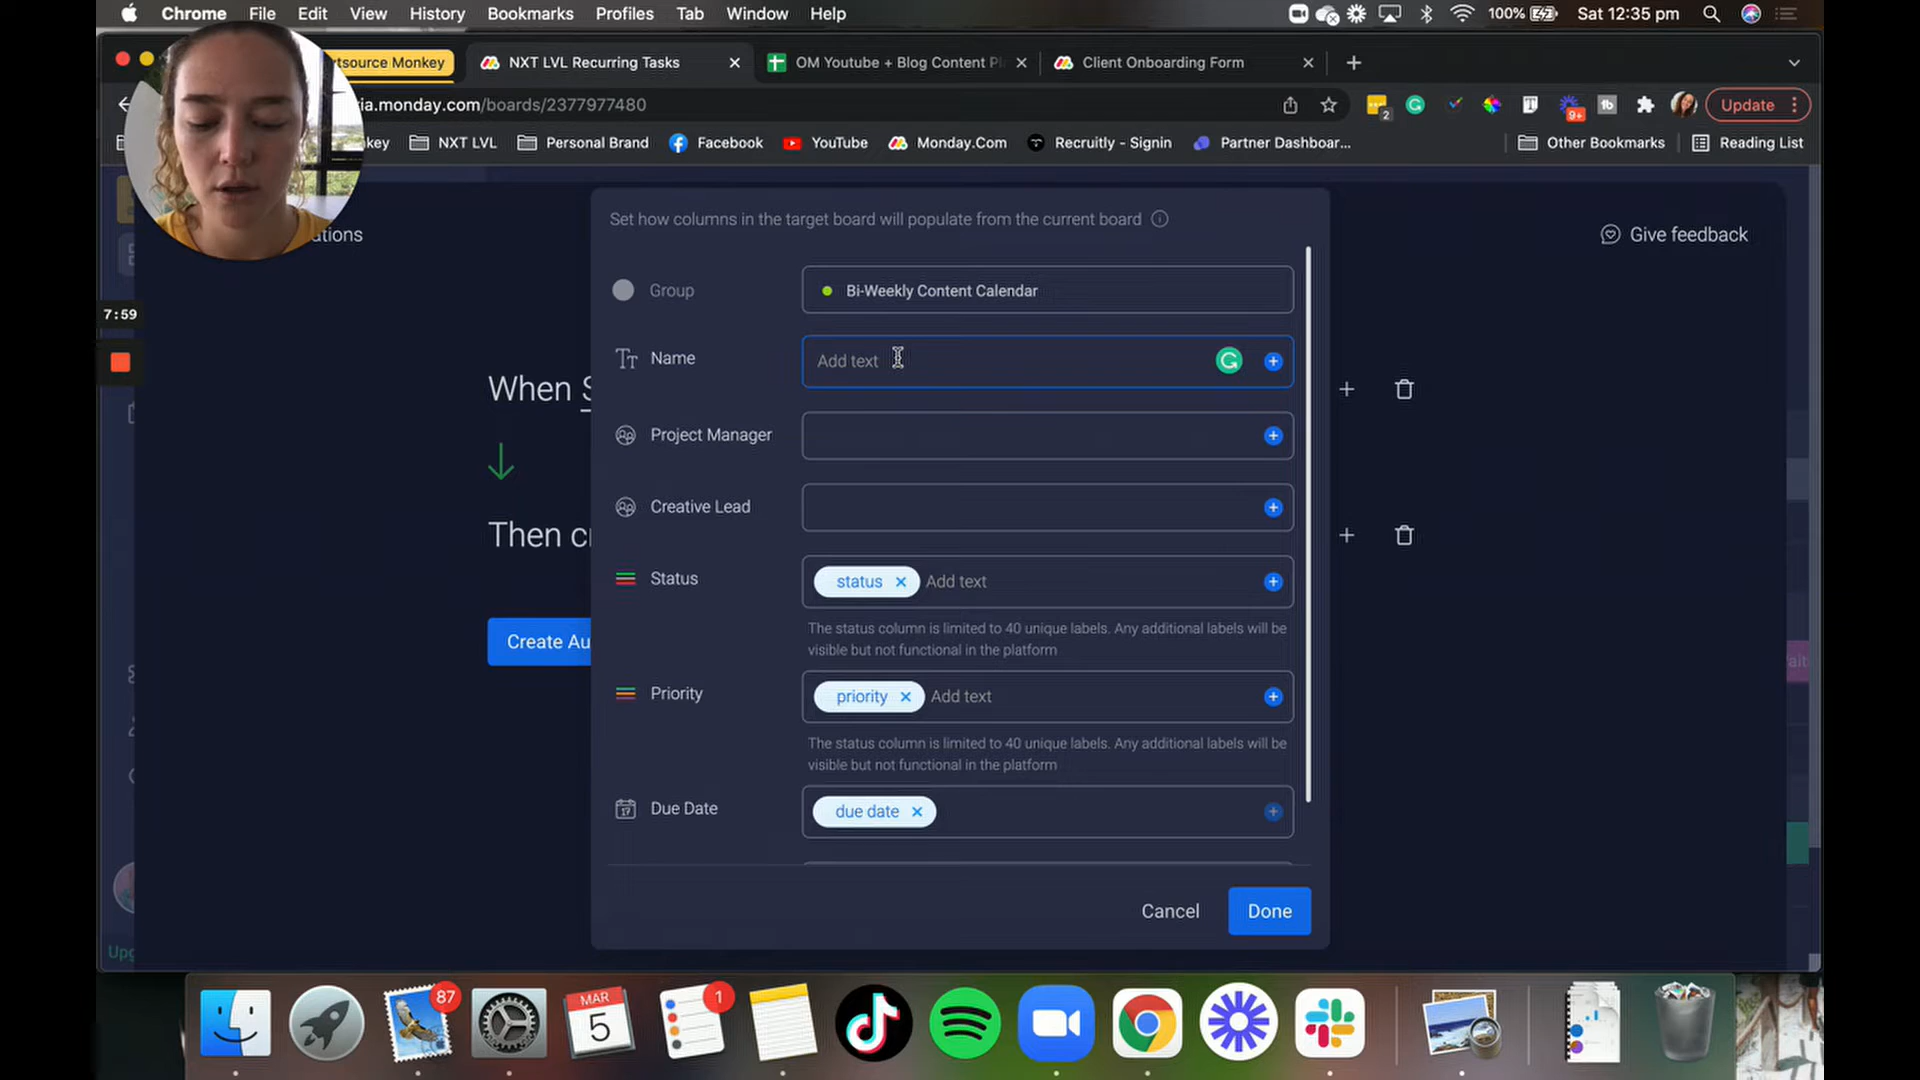 Chrome File Edit View History Bookmarks Profiles Tab Window Help 100% Sat 12:35 pm
tsource Monkey NXT LVL Recurring Tasks OM Youtube + Blog Content Client Onboarding Form
ria.monday.com/boards/2377977480 2 9+ Update
nkey NXT LVL Personal Brand Facebook YouTube Monday.Com Recruitly - Signin Partner Dashboar... Other Bookmarks Reading List
Set how columns in the target board will populate from the current board
ations
Give feedback
Group Bi-Weekly Content Calendar
7:59
Name Add text
When
Project Manager
Creative Lead
Then cr
Status status Add text
The status column is limited to 40 unique labels. Any additional labels will be
visible but not functional in the platform
Create Au
Priority priority Add text
The status column is limited to 40 unique labels. Any additional labels will be
visible but not functional in the platform
Due Date due date
Cancel Done
Upg
87 MAR 5 1